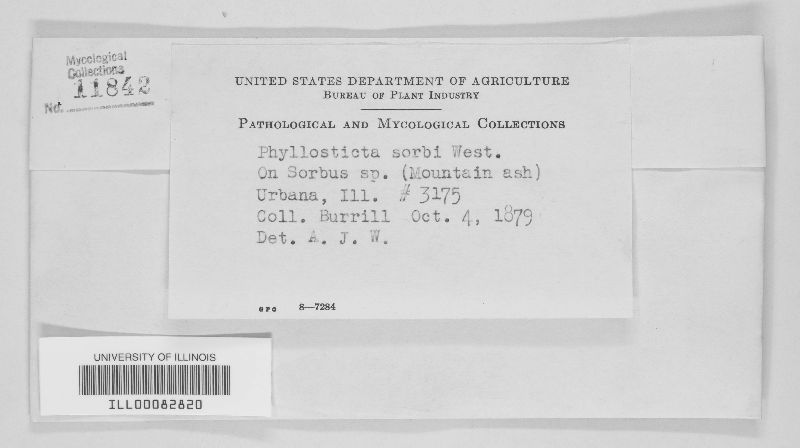 Mycological
Collections
No. 11842
UNITED STATES DEPARTMENT OF AGRICULTURE
BUREAU OF PLANT INDUSTRY
PATHOLOGICAL AND MYCOLOGICAL COLLECTIONS
Phyllosticta sorbi West.
On Sorbus sp. (Mountain ash)
Urbana, Ill. # 3175
Coll. Burrill Oct. 4, 1879
Det. A. J. W.
GPO 8—7284
UNIVERSITY OF ILLINOIS
ILL00082820